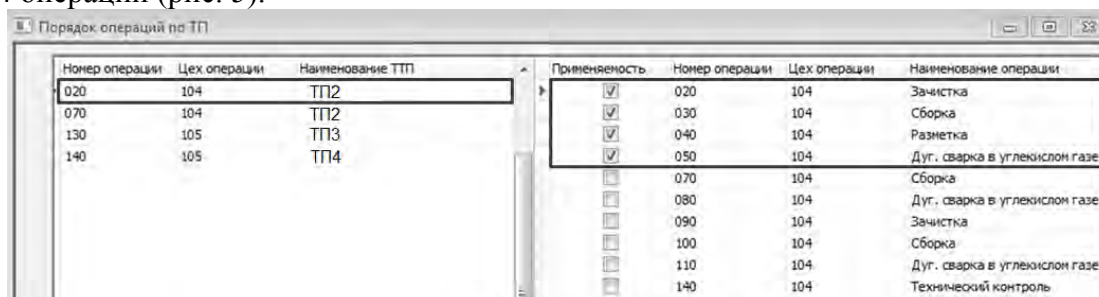 операции (рис. 3).
Порядок операций по ТП
Номер операции Цех операции Наименование ТТП
020 104 ТП2
070 104 ТП2
130 105 ТП3
140 105 ТП4
Применяемость Номер операции Цех операции Наименование операции
020 104 Зачистка
030 104 Сборка
040 104 Разметка
050 104 Дуг. сварка в углекислом газе
070 104 Сборка
080 104 Дуг. сварка в углекислом газе
090 104 Зачистка
100 104 Сборка
110 104 Дуг. сварка в углекислом газе
140 104 Технический контроль